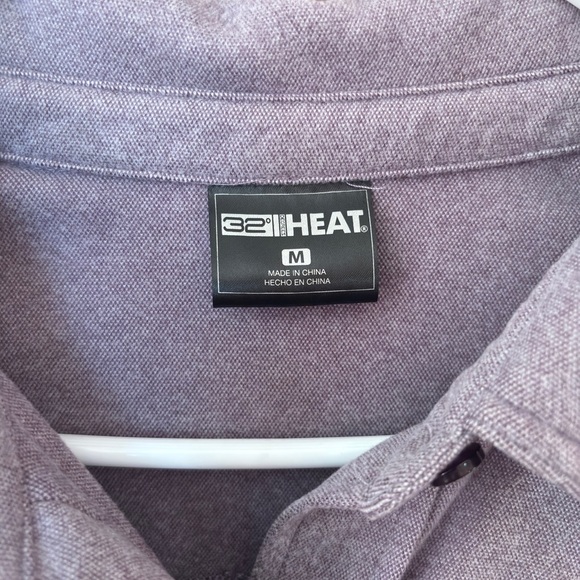 32° HEAT®
M
MADE IN CHINA
HECHO EN CHINA